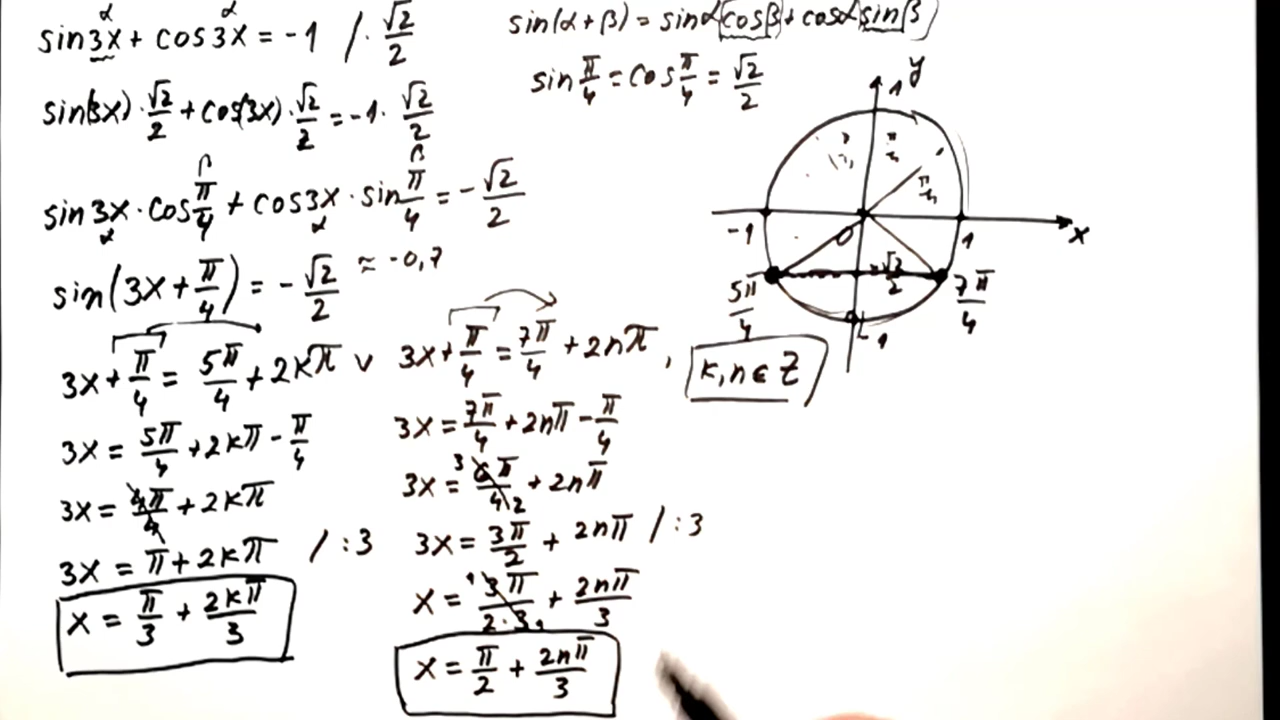 sin3x + cos3x = -1 / · √2/2
α α
sin(3x) · √2/2 + cos(3x) · √2/2 = -1 · √2/2
β β
sin3x · cos π/4 + cos3x · sin π/4 = - √2/2
α α
sin(3x + π/4) = - √2/2 ≈ -0,7
3x + π/4 = 5π/4 + 2kπ ∨ 3x + π/4 = 7π/4 + 2nπ , k, n ∈ Z
3x = 5π/4 + 2kπ - π/4
3x = 4π/4 + 2kπ
3x = π + 2kπ / :3
x = π/3 + 2kπ/3
3x = 7π/4 + 2nπ - π/4
3x = 3 6π/4 2 + 2nπ
3x = 3π/2 + 2nπ / :3
x = 1 3π/2·3 1 + 2nπ/3
x = π/2 + 2nπ/3
sin(α + β) = sinα cosβ + cosα sinβ
sin π/4 = cos π/4 = √2/2
1 y
-1 0 1 x
5π/4 -√2/2 7π/4
-1